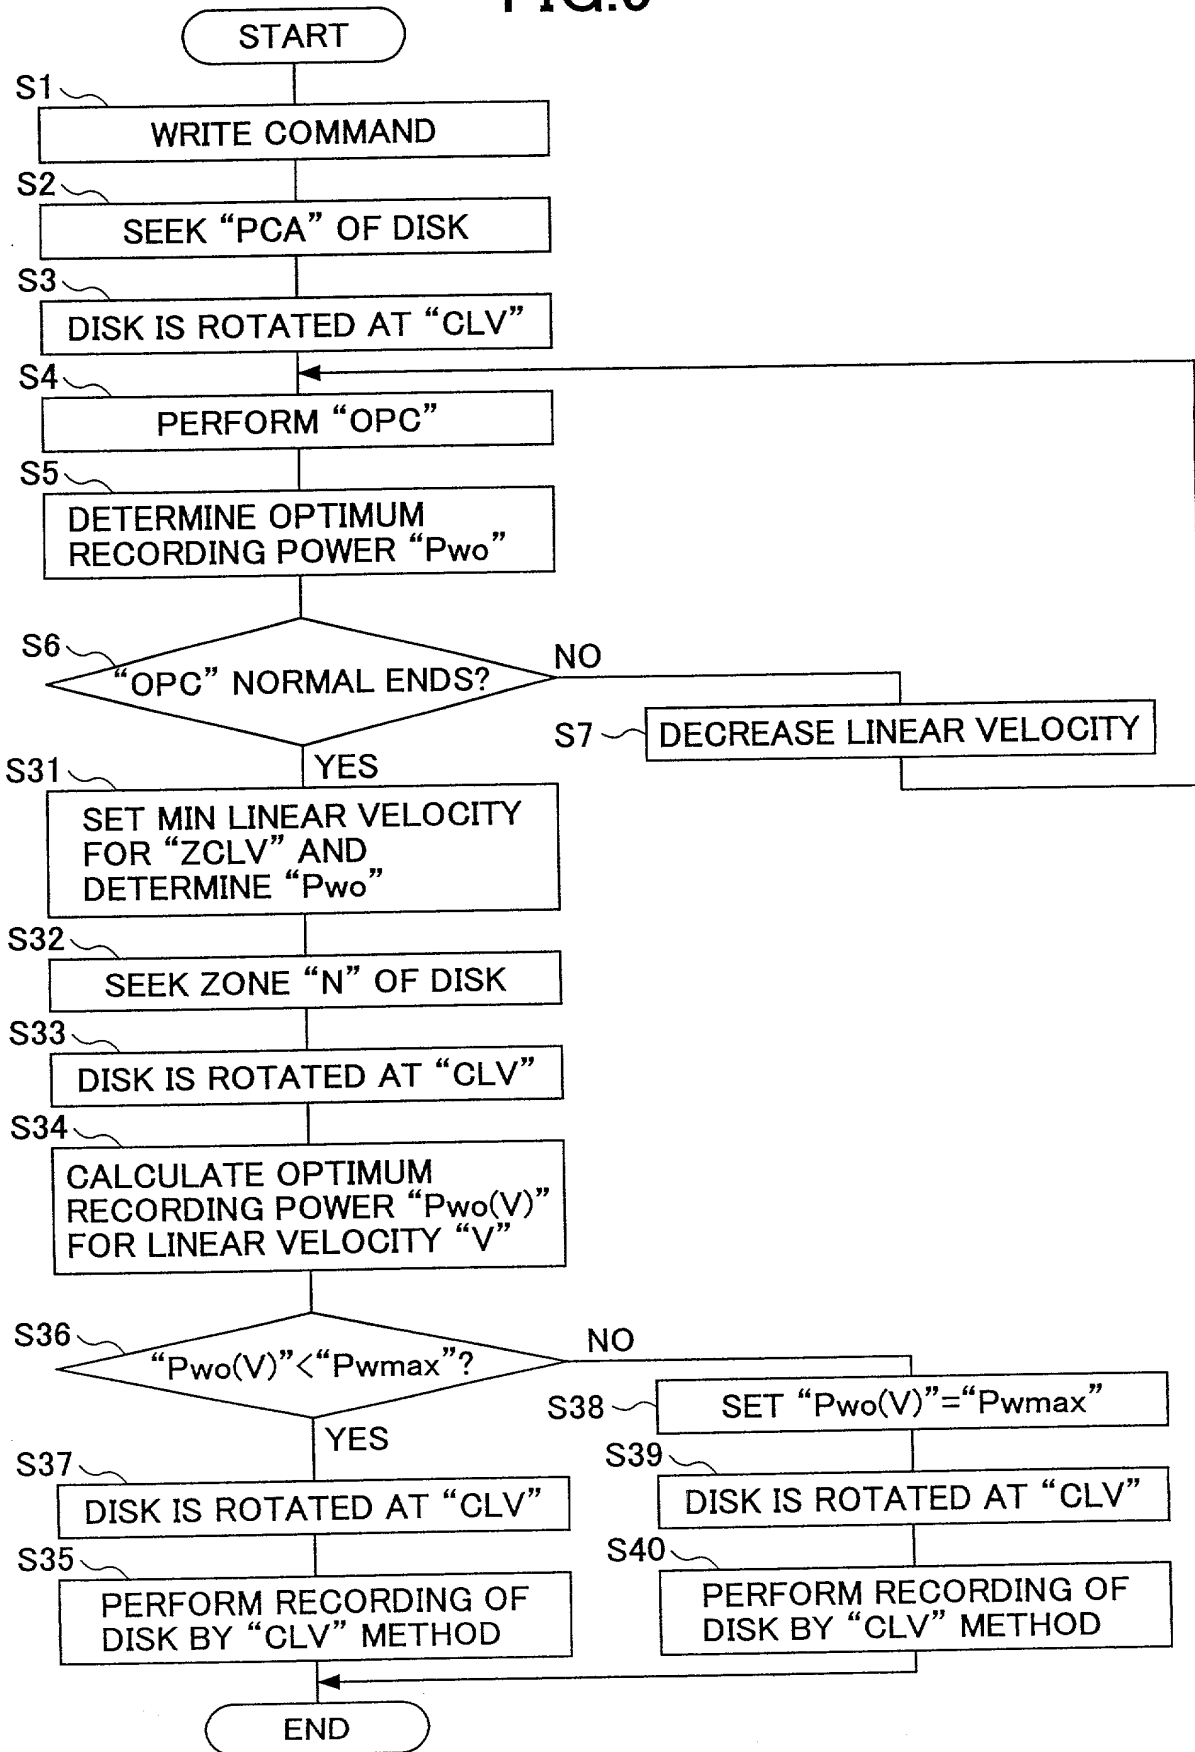 START
S1
WRITE COMMAND
S2
SEEK “PCA” OF DISK
S3
DISK IS ROTATED AT “CLV”
S4
PERFORM “OPC”
S5
DETERMINE OPTIMUM
RECORDING POWER “Pwo”
S6
“OPC” NORMAL ENDS?
NO
S7
DECREASE LINEAR VELOCITY
YES
S31
SET MIN LINEAR VELOCITY
FOR “ZCLV” AND
DETERMINE “Pwo”
S32
SEEK ZONE “N” OF DISK
S33
DISK IS ROTATED AT “CLV”
S34
CALCULATE OPTIMUM
RECORDING POWER “Pwo(V)”
FOR LINEAR VELOCITY “V”
S36
“Pwo(V)”<“Pwmax”?
NO
S38
SET “Pwo(V)”=“Pwmax”
YES
S37
DISK IS ROTATED AT “CLV”
S39
DISK IS ROTATED AT “CLV”
S35
PERFORM RECORDING OF
DISK BY “CLV” METHOD
S40
PERFORM RECORDING OF
DISK BY “CLV” METHOD
END